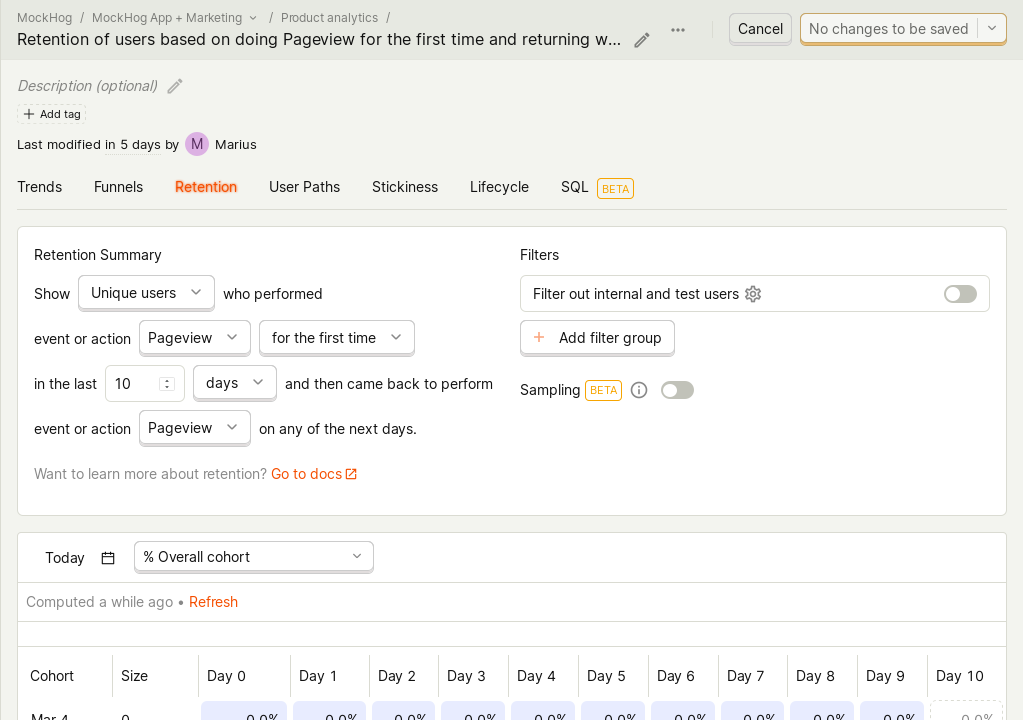 MockHog / MockHog App + Marketing / Product analytics /
Retention of users based on doing Pageview for the first time and returning w...
Cancel
No changes to be saved
Description (optional)
+ Add tag
Last modified in 5 days by M Marius
Trends Funnels Retention User Paths Stickiness Lifecycle SQL BETA
Retention Summary
Show Unique users who performed
event or action Pageview for the first time
in the last 10 days and then came back to perform
event or action Pageview on any of the next days.
Want to learn more about retention? Go to docs
Filters
Filter out internal and test users
+ Add filter group
Sampling BETA
Today % Overall cohort
Computed a while ago • Refresh
Cohort Size Day 0 Day 1 Day 2 Day 3 Day 4 Day 5 Day 6 Day 7 Day 8 Day 9 Day 10
Mar 4 0 0.0% 0.0% 0.0% 0.0% 0.0% 0.0% 0.0% 0.0% 0.0% 0.0% 0.0%